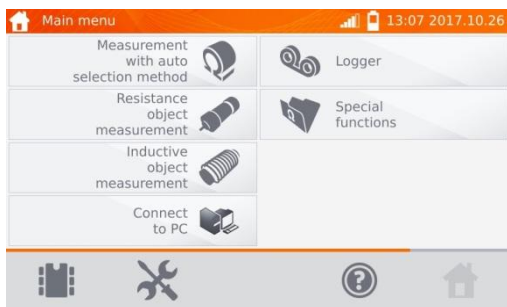 Main menu
13:07 2017.10.26
Measurement
with auto
selection method
Logger
Resistance
object
measurement
Special
functions
Inductive
object
measurement
Connect
to PC
?